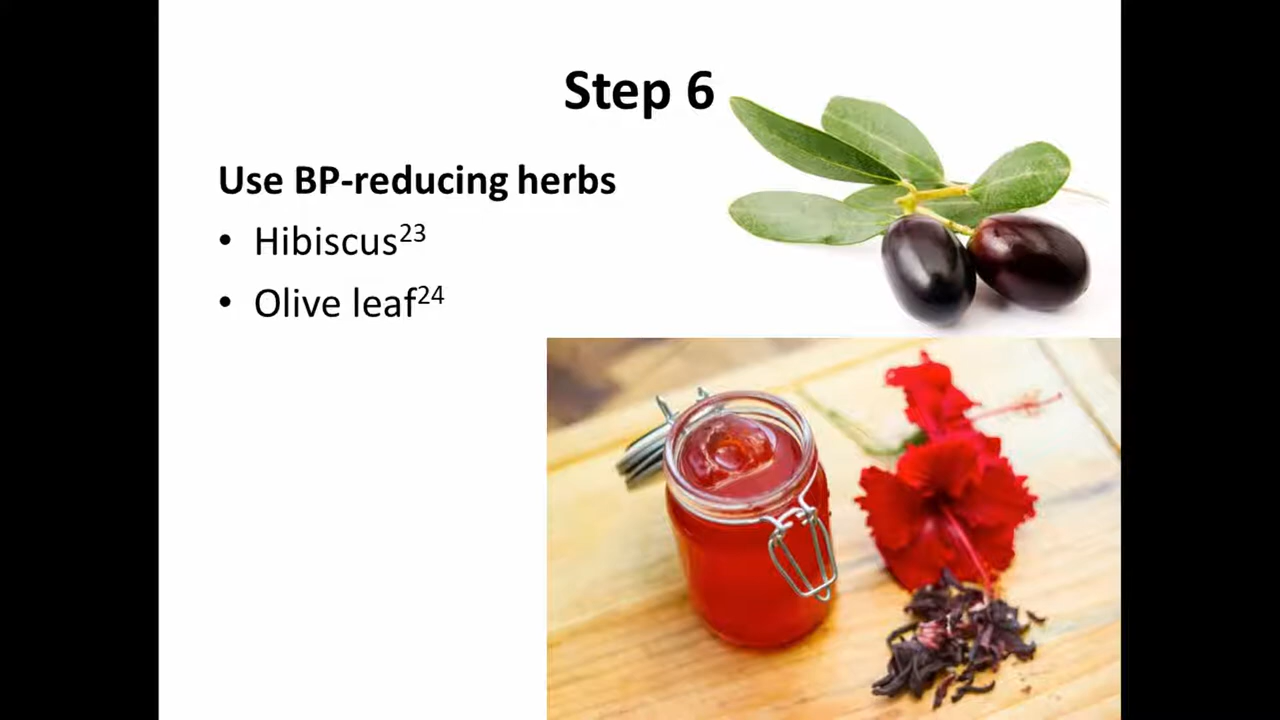 Step 6
Use BP-reducing herbs
• Hibiscus²³
• Olive leaf²⁴